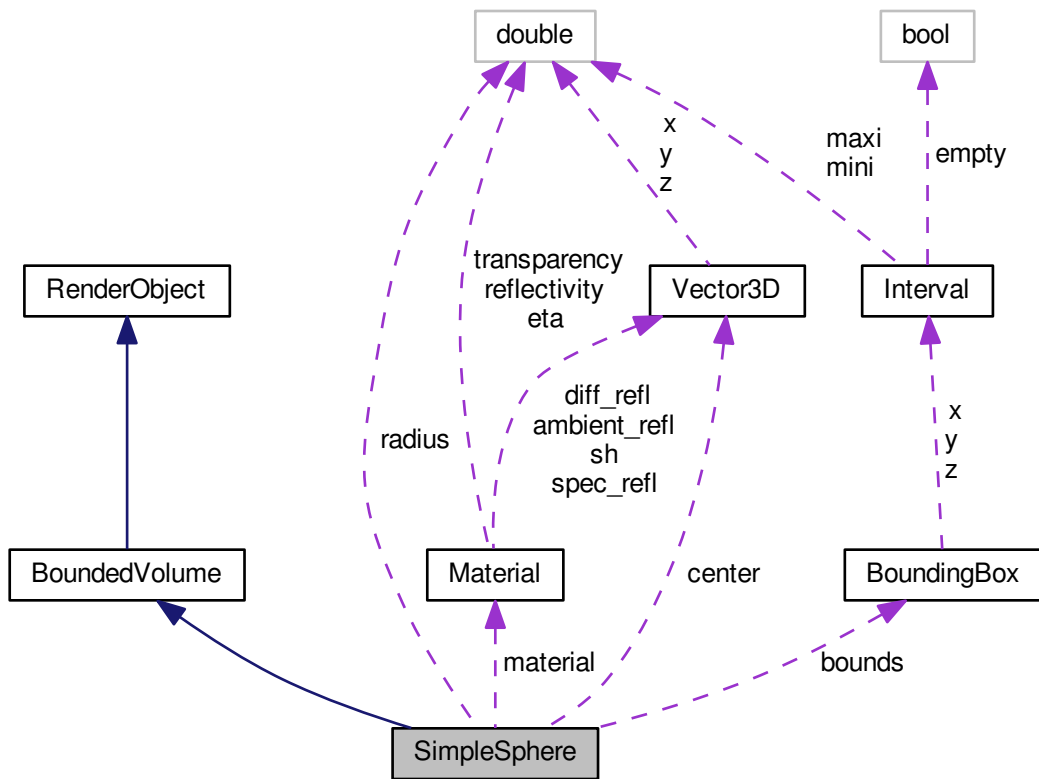 double
bool
x
y
z
maxi
mini
empty
RenderObject
transparency
reflectivity
eta
Vector3D
Interval
radius
diff_refl
ambient_refl
sh
spec_refl
x
y
z
BoundedVolume
Material
center
BoundingBox
material
bounds
SimpleSphere